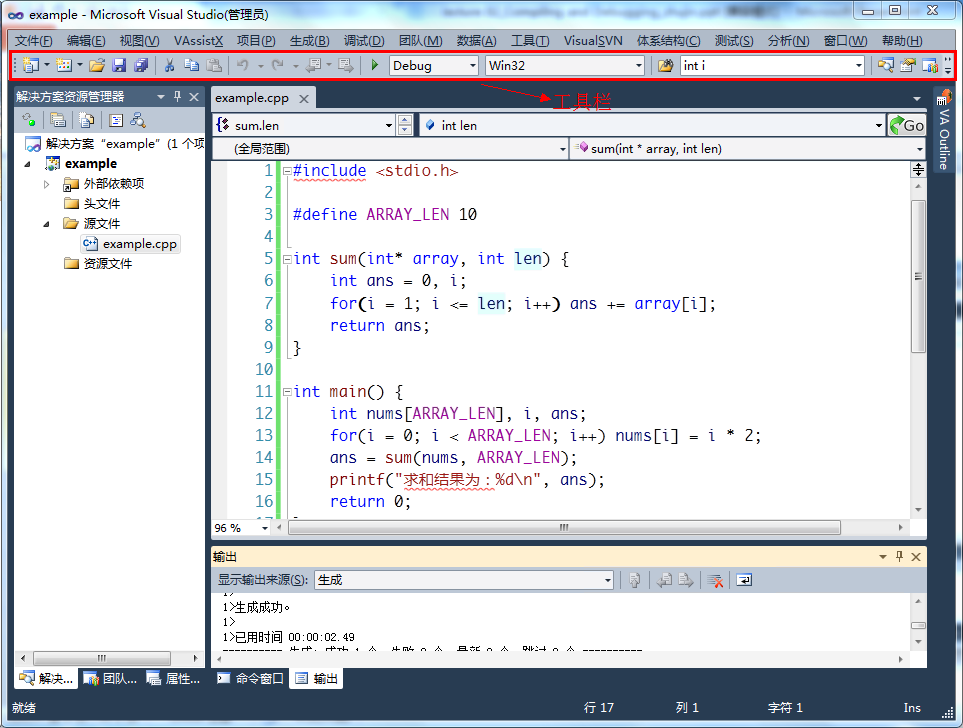 example - Microsoft Visual Studio(管理员)
文件(F) 编辑(E) 视图(V) VAssistX 项目(P) 生成(B) 调试(D) 团队(M) 数据(A) 工具(T) VisualSVN 体系结构(C) 测试(S) 分析(N) 窗口(W) 帮助(H)
Debug Win32 int i
工具栏
解决方案资源管理器
解决方案 "example" (1 个项
example
外部依赖项
头文件
源文件
example.cpp
资源文件
example.cpp
sum.len int len Go
(全局范围) sum(int * array, int len)
1 #include <stdio.h>
2
3 #define ARRAY_LEN 10
4
5 int sum(int* array, int len) {
6 int ans = 0, i;
7 for(i = 1; i <= len; i++) ans += array[i];
8 return ans;
9 }
10
11 int main() {
12 int nums[ARRAY_LEN], i, ans;
13 for(i = 0; i < ARRAY_LEN; i++) nums[i] = i * 2;
14 ans = sum(nums, ARRAY_LEN);
15 printf("求和结果为：%d\n", ans);
16 return 0;
96 %
VA Outline
输出
显示输出来源(S): 生成
1>生成成功。
1>
1>已用时间 00:00:02.49
========== 生成: 成功 1 个，失败 0 个，最新 0 个，跳过 0 个 ==========
解决... 团队... 属性... 命令窗口 输出
就绪 行 17 列 1 字符 1 Ins